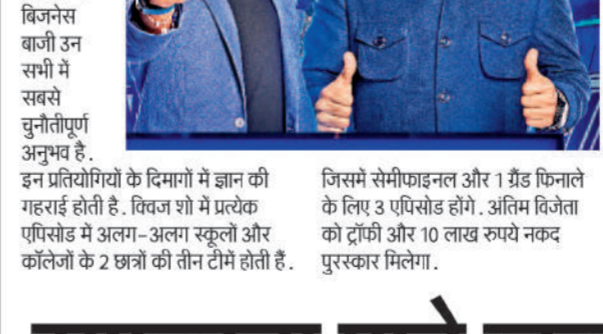 बिजनेस
बाजी उन
सभी में
सबसे
चुनौतीपूर्ण
अनुभव है.
इन प्रतियोगियों के दिमागों में ज्ञान की
गहराई होती है. क्विज शो में प्रत्येक
एपिसोड में अलग-अलग स्कूलों और
कॉलेजों के 2 छात्रों की तीन टीमें होती हैं.
जिसमें सेमीफाइनल और 1 ग्रैंड फिनाले
के लिए 3 एपिसोड होंगे. अंतिम विजेता
को ट्रॉफी और 10 लाख रुपये नकद
पुरस्कार मिलेगा.